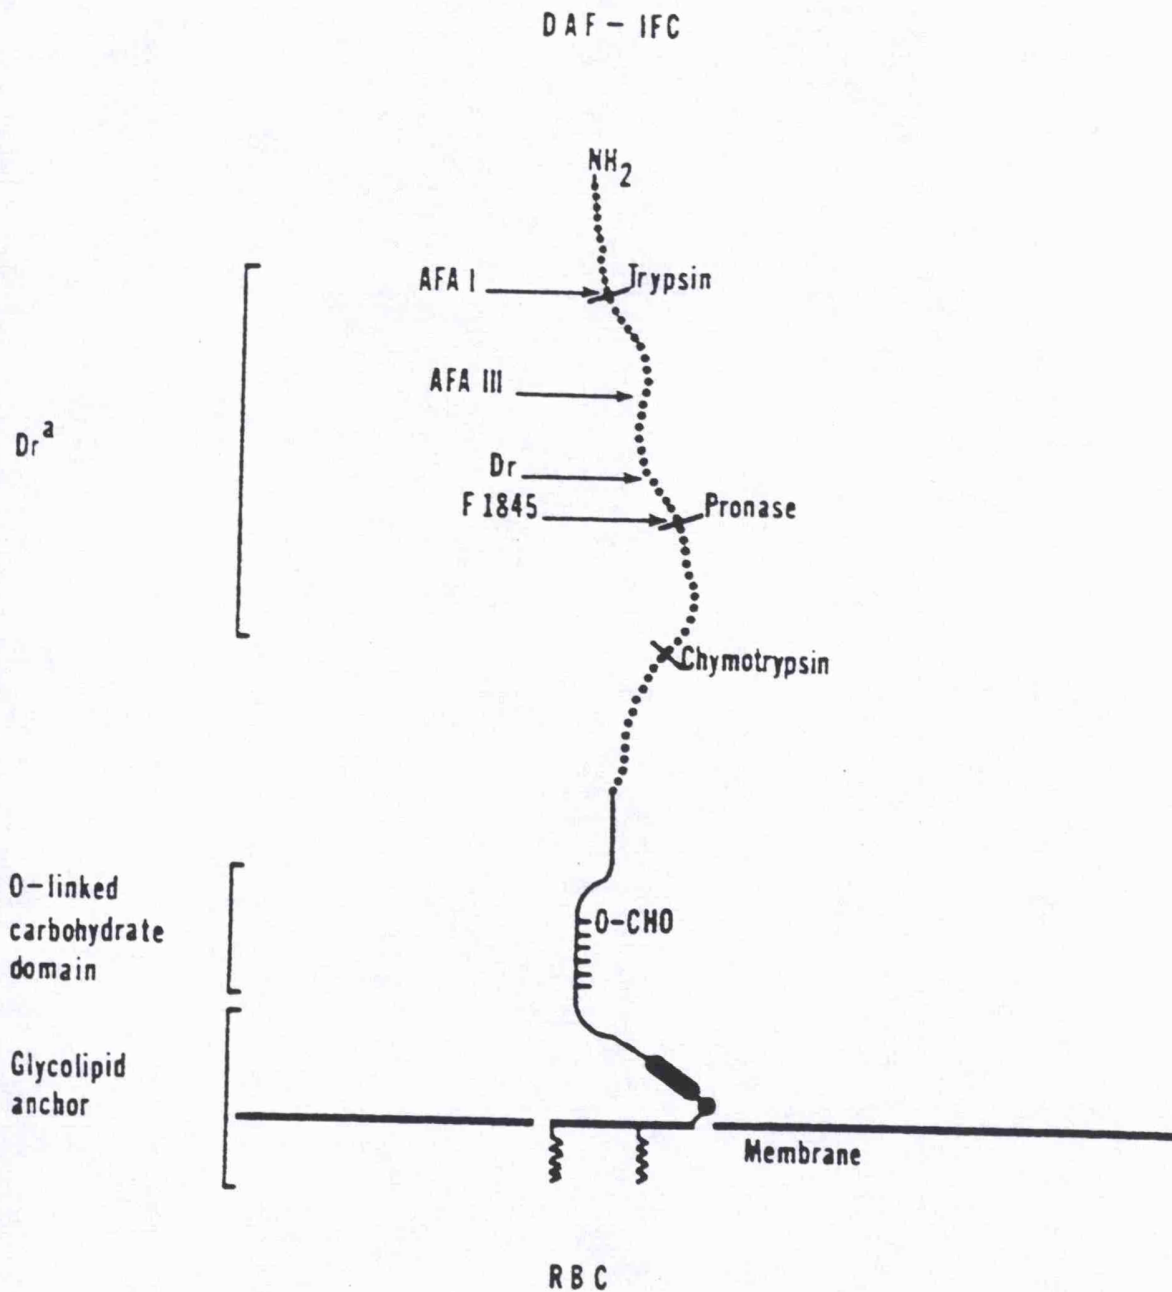 DAF - IFC
NH2
AFA I
Trypsin
AFA III
Dr^a
Dr
F 1845
Pronase
Chymotrypsin
O-linked
carbohydrate
domain
O-CHO
Glycolipid
anchor
Membrane
RBC